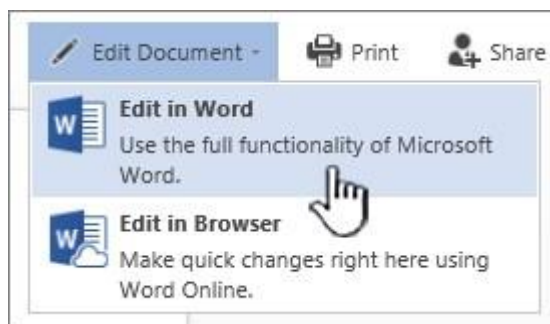 Edit Document - Print Share
Edit in Word
Use the full functionality of Microsoft
Word.
Edit in Browser
Make quick changes right here using
Word Online.